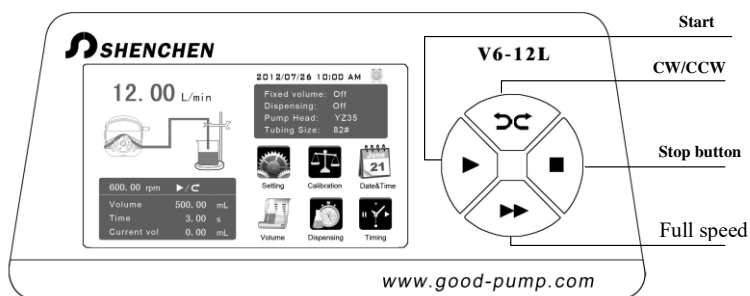 SHENCHEN
12.00 L/min
2012/07/26 10:00 AM
Fixed volume: Off
Dispensing: Off
Pump Head: YZ35
Tubing Size: 82#
21
Setting
Calibration
Date&Time
600.00 rpm
Volume 500.00 mL
Time 3.00 s
Current vol 0.00 mL
Volume
Dispensing
Timing
V6-12L
Start
CW/CCW
Stop button
Full speed
www.good-pump.com